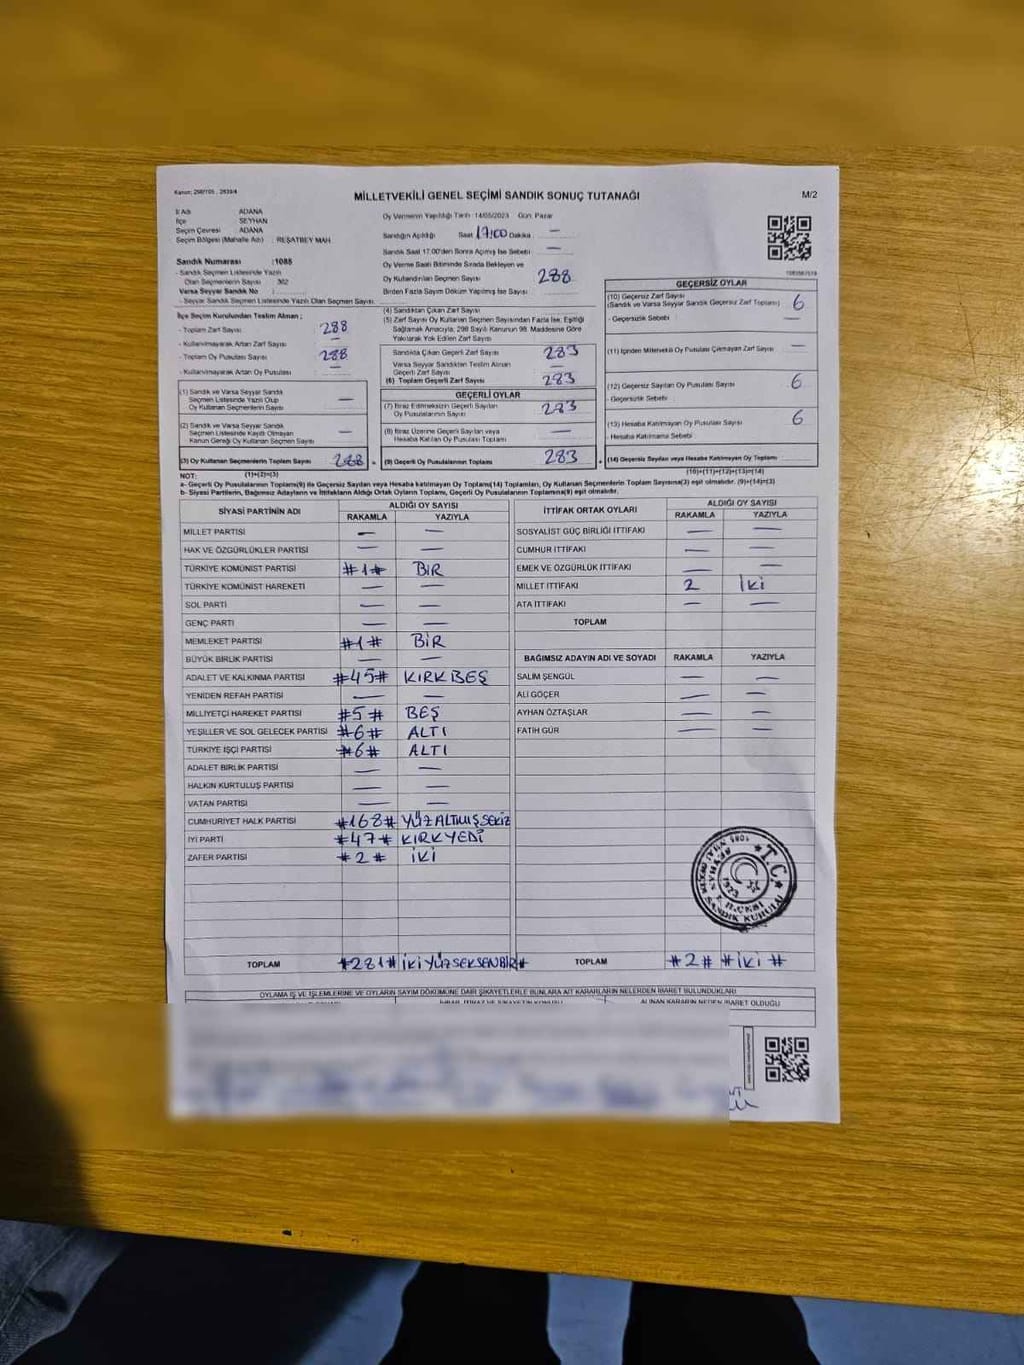 Kanun: 298/105 , 2839/4
MİLLETVEKİLİ GENEL SEÇİMİ SANDIK SONUÇ TUTANAĞI
M/2
İl Adı ADANA
İlçe SEYHAN
Seçim Çevresi ADANA
Seçim Bölgesi (Mahalle Adı) : REŞATBEY MAH.
Sandık Numarası :1085
- Sandık Seçmen Listesinde Yazılı
Olan Seçmenlerin Sayısı 362
Varsa Seyyar Sandık No :
- Seyyar Sandık Seçmen Listesinde Yazılı Olan Seçmen Sayısı
Oy Vermenin Yapıldığı Tarih : 14/05/2023 Gün: Pazar
Sandığın Açıldığı Saat 17:00 Dakika —
Sandık Saat 17.00'den Sonra Açılmış İse Sebebi —
Oy Verme Saati Bitiminde Sırada Bekleyen ve
Oy Kullandırılan Seçmen Sayısı 288
Birden Fazla Sayım Döküm Yapılmış İse Sayısı
İlçe Seçim Kurulundan Teslim Alınan ;
- Toplam Zarf Sayısı 288
- Kullanılmayarak Artan Zarf Sayısı —
- Toplam Oy Pusulası Sayısı 288
- Kullanılmayarak Artan Oy Pusulası —
(1) Sandık ve Varsa Seyyar Sandık
Seçmen Listesinde Yazılı Olup
Oy Kullanan Seçmenlerin Sayısı —
(2) Sandık ve Varsa Seyyar Sandık
Seçmen Listesinde Kayıtlı Olmayan
Kanun Gereği Oy Kullanan Seçmen Sayısı —
(3) Oy Kullanan Seçmenlerin Toplam Sayısı 288
(1)+(2)=(3)
(4) Sandıktan Çıkan Zarf Sayısı
(5) Zarf Sayısı Oy Kullanan Seçmen Sayısından Fazla İse, Eşitliği
Sağlamak Amacıyla, 298 Sayılı Kanunun 98. Maddesine Göre
Yakılarak Yok Edilen Zarf Sayısı
Sandıkta Çıkan Geçerli Zarf Sayısı 283
Varsa Seyyar Sandıktan Teslim Alınan
Geçerli Zarf Sayısı —
(6) Toplam Geçerli Zarf Sayısı 283
GEÇERLİ OYLAR
(7) İtiraz Edilmeksizin Geçerli Sayılan
Oy Pusulalarının Sayısı 283
(8) İtiraz Üzerine Geçerli Sayılan veya
Hesaba Katılan Oy Pusulası Toplamı —
(9) Geçerli Oy Pusulalarının Toplamı 283
GEÇERSİZ OYLAR
(10) Geçersiz Zarf Sayısı
(Sandık ve Varsa Seyyar Sandık Geçersiz Zarf Toplamı) 6
- Geçersizlik Sebebi : —
(11) İçinden Milletvekili Oy Pusulası Çıkmayan Zarf Sayısı —
(12) Geçersiz Sayılan Oy Pusulası Sayısı 6
- Geçersizlik Sebebi :
(13) Hesaba Katılmayan Oy Pusulası Sayısı 6
- Hesaba Katılmama Sebebi :
(14) Geçersiz Sayılan veya Hesaba Katılmayan Oy Toplamı
(10)+(11)+(12)+(13)=(14)
NOT:
a- Geçerli Oy Pusulalarının Toplamı(9) ile Geçersiz Sayılan veya Hesaba katılmayan Oy Toplamı(14) Toplamları, Oy Kullanan Seçmenlerin Toplam Sayısına(3) eşit olmalıdır. (9)+(14)=(3)
b- Siyasi Partilerin, Bağımsız Adayların ve İttifakların Aldığı Ortak Oyların Toplamı, Geçerli Oy Pusulalarının Toplamına(9) eşit olmalıdır.
SİYASİ PARTİNİN ADI ALDIĞI OY SAYISI
RAKAMLA YAZIYLA
MİLLET PARTİSİ — —
HAK VE ÖZGÜRLÜKLER PARTİSİ — —
TÜRKİYE KOMÜNİST PARTİSİ #1# BİR
TÜRKİYE KOMÜNİST HAREKETİ — —
SOL PARTİ — —
GENÇ PARTİ — —
MEMLEKET PARTİSİ #1# BİR
BÜYÜK BİRLİK PARTİSİ — —
ADALET VE KALKINMA PARTİSİ #45# KIRKBEŞ
YENİDEN REFAH PARTİSİ — —
MİLLİYETÇİ HAREKET PARTİSİ #5# BEŞ
YEŞİLLER VE SOL GELECEK PARTİSİ #6# ALTI
TÜRKİYE İŞÇİ PARTİSİ #6# ALTI
ADALET BİRLİK PARTİSİ — —
HALKIN KURTULUŞ PARTİSİ — —
VATAN PARTİSİ — —
CUMHURİYET HALK PARTİSİ #168# YÜZALTMIŞSEKİZ
İYİ PARTİ #47# KIRKYEDİ
ZAFER PARTİSİ #2# İKİ
TOPLAM #281# İKİYÜZSEKSENBİR#
İTTİFAK ORTAK OYLARI ALDIĞI OY SAYISI
RAKAMLA YAZIYLA
SOSYALİST GÜÇ BİRLİĞİ İTTİFAKI — —
CUMHUR İTTİFAKI — —
EMEK VE ÖZGÜRLÜK İTTİFAKI — —
MİLLET İTTİFAKI 2 İKİ
ATA İTTİFAKI — —
TOPLAM
BAĞIMSIZ ADAYIN ADI VE SOYADI RAKAMLA YAZIYLA
SALİM ŞENGÜL — —
ALİ GÖÇER — —
AYHAN ÖZTAŞLAR — —
FATİH GÜR — —
T.C.
SANDIK KURULU
TOPLAM #2# #İKİ#
OYLAMA İŞ VE İŞLEMLERİNE VE OYLARIN SAYIM DÖKÜMÜNE DAİR ŞİKAYETLERLE BUNLARA AİT KARARLARIN NELERDEN İBARET BULUNDUKLARI
ALINAN KARARIN NEDEN İBARET OLDUĞU